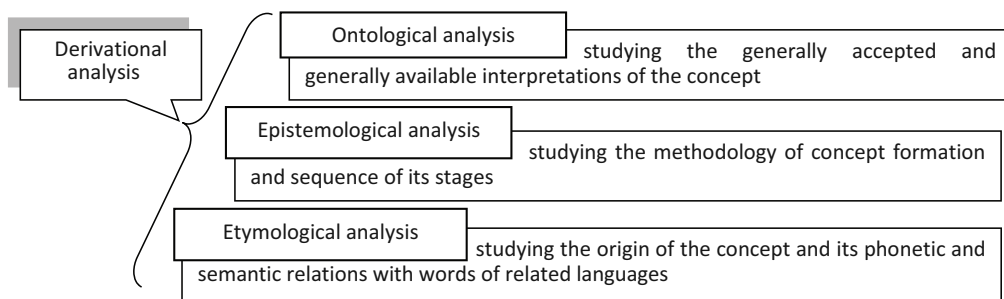 Derivational
analysis
Ontological analysis
studying the generally accepted and
generally available interpretations of the concept
Epistemological analysis
studying the methodology of concept formation
and sequence of its stages
Etymological analysis
studying the origin of the concept and its phonetic and
semantic relations with words of related languages